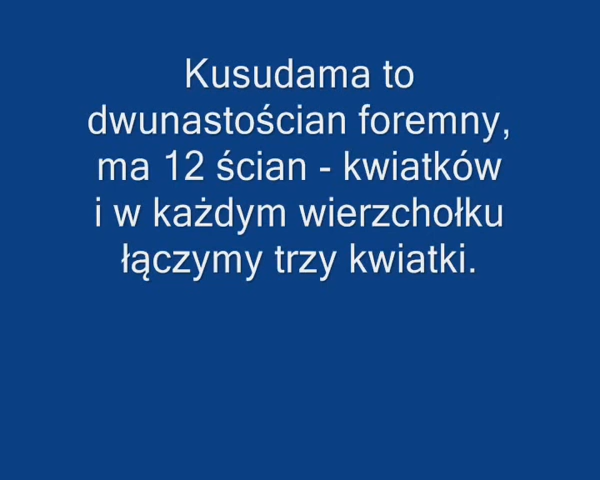 Kusudama to
dwunastościan foremny,
ma 12 ścian - kwiatków
i w każdym wierzchołku
łączymy trzy kwiatki.